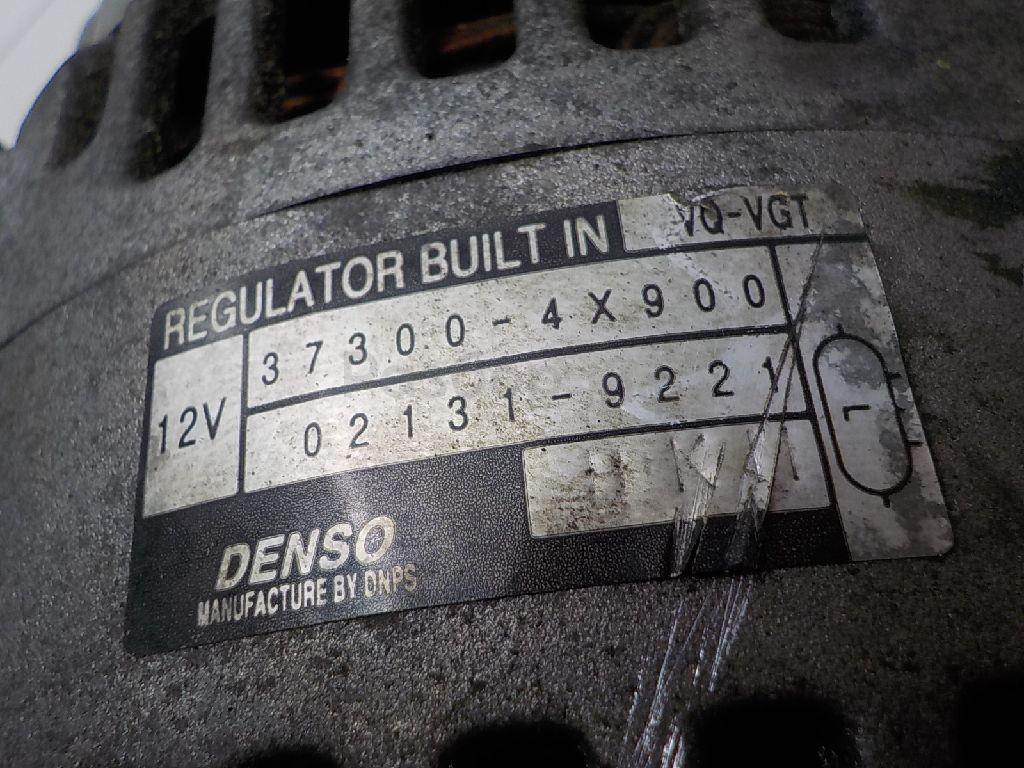 REGULATOR BUILT IN VQ-VGT
12V
37300-4X900
02131-9221
L
DENSO
MANUFACTURE BY DNPS